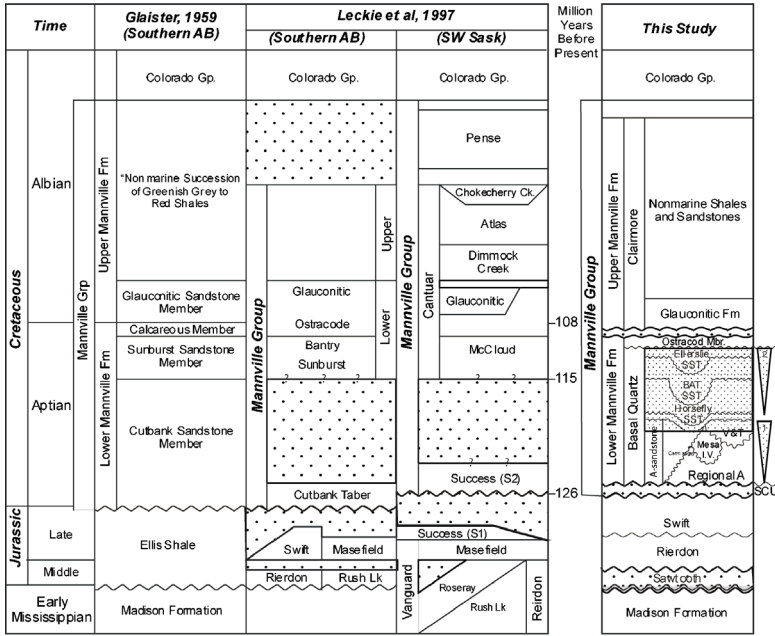 Time
Glaister, 1959
(Southern AB)
Leckie et al, 1997
(Southern AB)
(SW Sask)
Million
Years
Before
Present
This Study
Cretaceous
Jurassic
Albian
Aptian
Late
Middle
Early
Mississippian
Mannville Grp
Upper Mannville Fm
Lower Mannville Fm
Colorado Gp.
"Nonmarine Succession
of Greenish Grey to
Red Shales
Glauconitic Sandstone
Member
Calcareous Member
Sunburst Sandstone
Member
Cutbank Sandstone
Member
Ellis Shale
Madison Formation
Colorado Gp.
Mannville Group
Upper
Lower
Glauconitic
Ostracode
Bantry
Sunburst
? ? ?
Cutbank Taber
Swift
Masefield
Rierdon
Rush Lk
Colorado Gp.
Mannville Group
Cantuar
Pense
Chokecherry Ck.
Atlas
Dimmock
Creek
Glauconitic
McCloud
? ?
Success (S2)
Success (S1)
Masefield
Vanguard
Roseray
Rush Lk
Reirdon
108
115
126
Colorado Gp.
Mannville Group
Upper Mannville Fm
Clairmore
Nonmarine Shales
and Sandstones
Glauconitic Fm
Lower Mannville Fm
Basal Quartz
Ostracod Mbr.
Ellerslie
SST
BAT
SST
Horsefly
SST
A-sandstone
Mesa
I.V.
V&T
Regional A
2
1
SCU
Swift
Rierdon
Sawtooth
Madison Formation